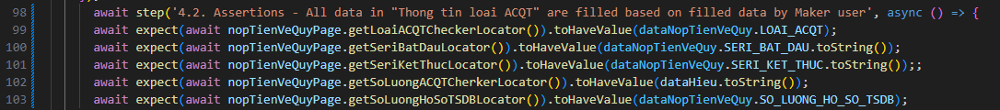 98 await step('4.2. Assertions - All data in "Thong tin loai ACQT" are filled based on filled data by Maker user', async () => {
99 await expect(await nopTienVeQuyPage.getLoaiACQTCheckerLocator()).toHaveValue(dataNopTienVeQuy.LOAI_ACQT);
100 await expect(await nopTienVeQuyPage.getSeriBatDauLocator()).toHaveValue(dataNopTienVeQuy.SERI_BAT_DAU.toString());
101 await expect(await nopTienVeQuyPage.getSeriKetThucLocator()).toHaveValue(dataNopTienVeQuy.SERI_KET_THUC.toString());;
102 await expect(await nopTienVeQuyPage.getSoLuongACQTCherkerLocator()).toHaveValue(dataHieu.toString());
103 await expect(await nopTienVeQuyPage.getSoLuongHoSoTSDBLocator()).toHaveValue(dataNopTienVeQuy.SO_LUONG_HO_SO_TSDB);